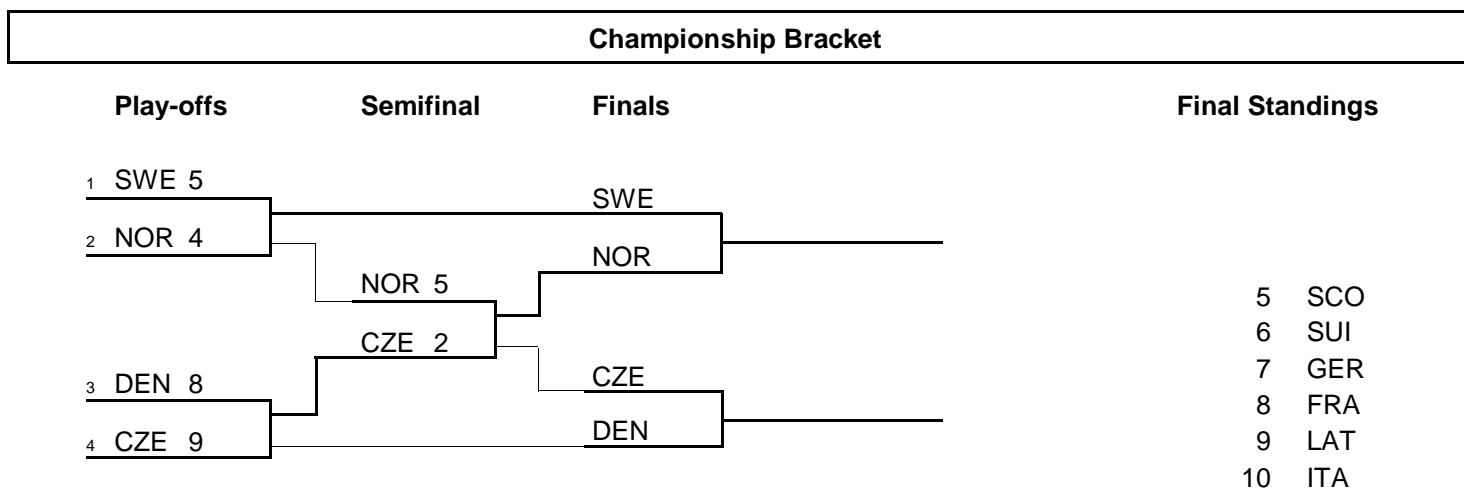 Championship Bracket
Play-offs Semifinal Finals Final Standings
1 SWE 5
SWE
2 NOR 4
NOR
NOR 5
5 SCO
CZE 2
6 SUI
3 DEN 8
CZE
7 GER
8 FRA
4 CZE 9
DEN
9 LAT
10 ITA